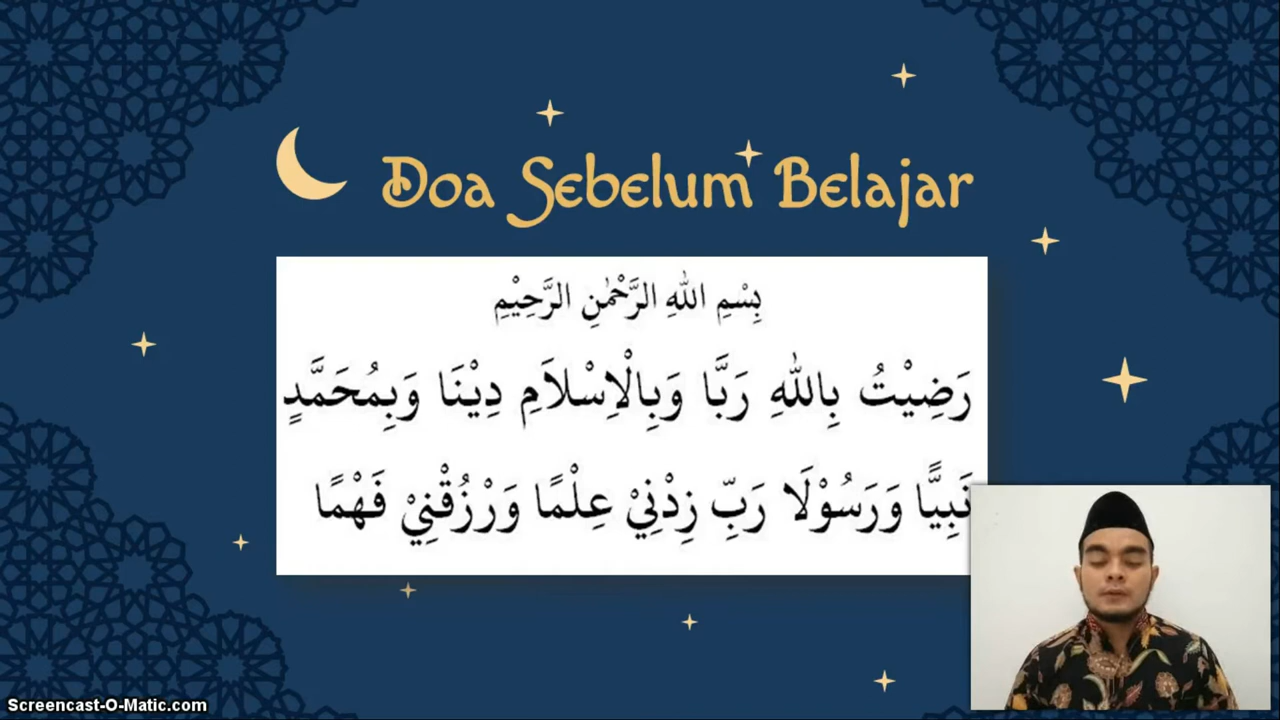 Doa Sebelum Belajar
بِسْمِ اللهِ الرَّحْمٰنِ الرَّحِيْمِ
رَضِيْتُ بِاللهِ رَبَّا وَبِالْاِسْلَامِ دِيْنَا وَبِمُحَمَّدٍ
نَبِيًّا وَرَسُوْلَا رَبِّ زِدْنِيْ عِلْمًا وَرْزُقْنِيْ فَهْمًا
Screencast-O-Matic.com